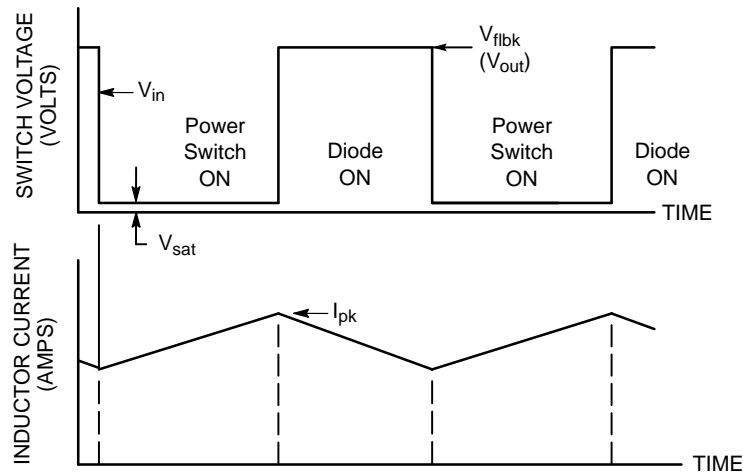 SWITCH VOLTAGE
(VOLTS)
V_flbk
(V_out)
V_in
Power
Switch
ON
Diode
ON
Power
Switch
ON
Diode
ON
TIME
V_sat
INDUCTOR CURRENT
(AMPS)
I_pk
TIME